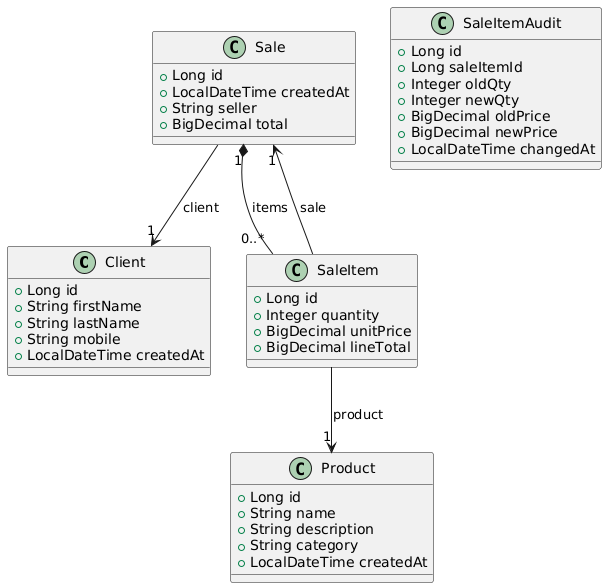 C Sale
Long id
LocalDateTime createdAt
String seller
BigDecimal total
C SaleItemAudit
Long id
Long saleItemId
Integer oldQty
Integer newQty
BigDecimal oldPrice
BigDecimal newPrice
LocalDateTime changedAt
1
1
client
items
sale
1
0..*
C Client
Long id
String firstName
String lastName
String mobile
LocalDateTime createdAt
C SaleItem
Long id
Integer quantity
BigDecimal unitPrice
BigDecimal lineTotal
product
1
C Product
Long id
String name
String description
String category
LocalDateTime createdAt